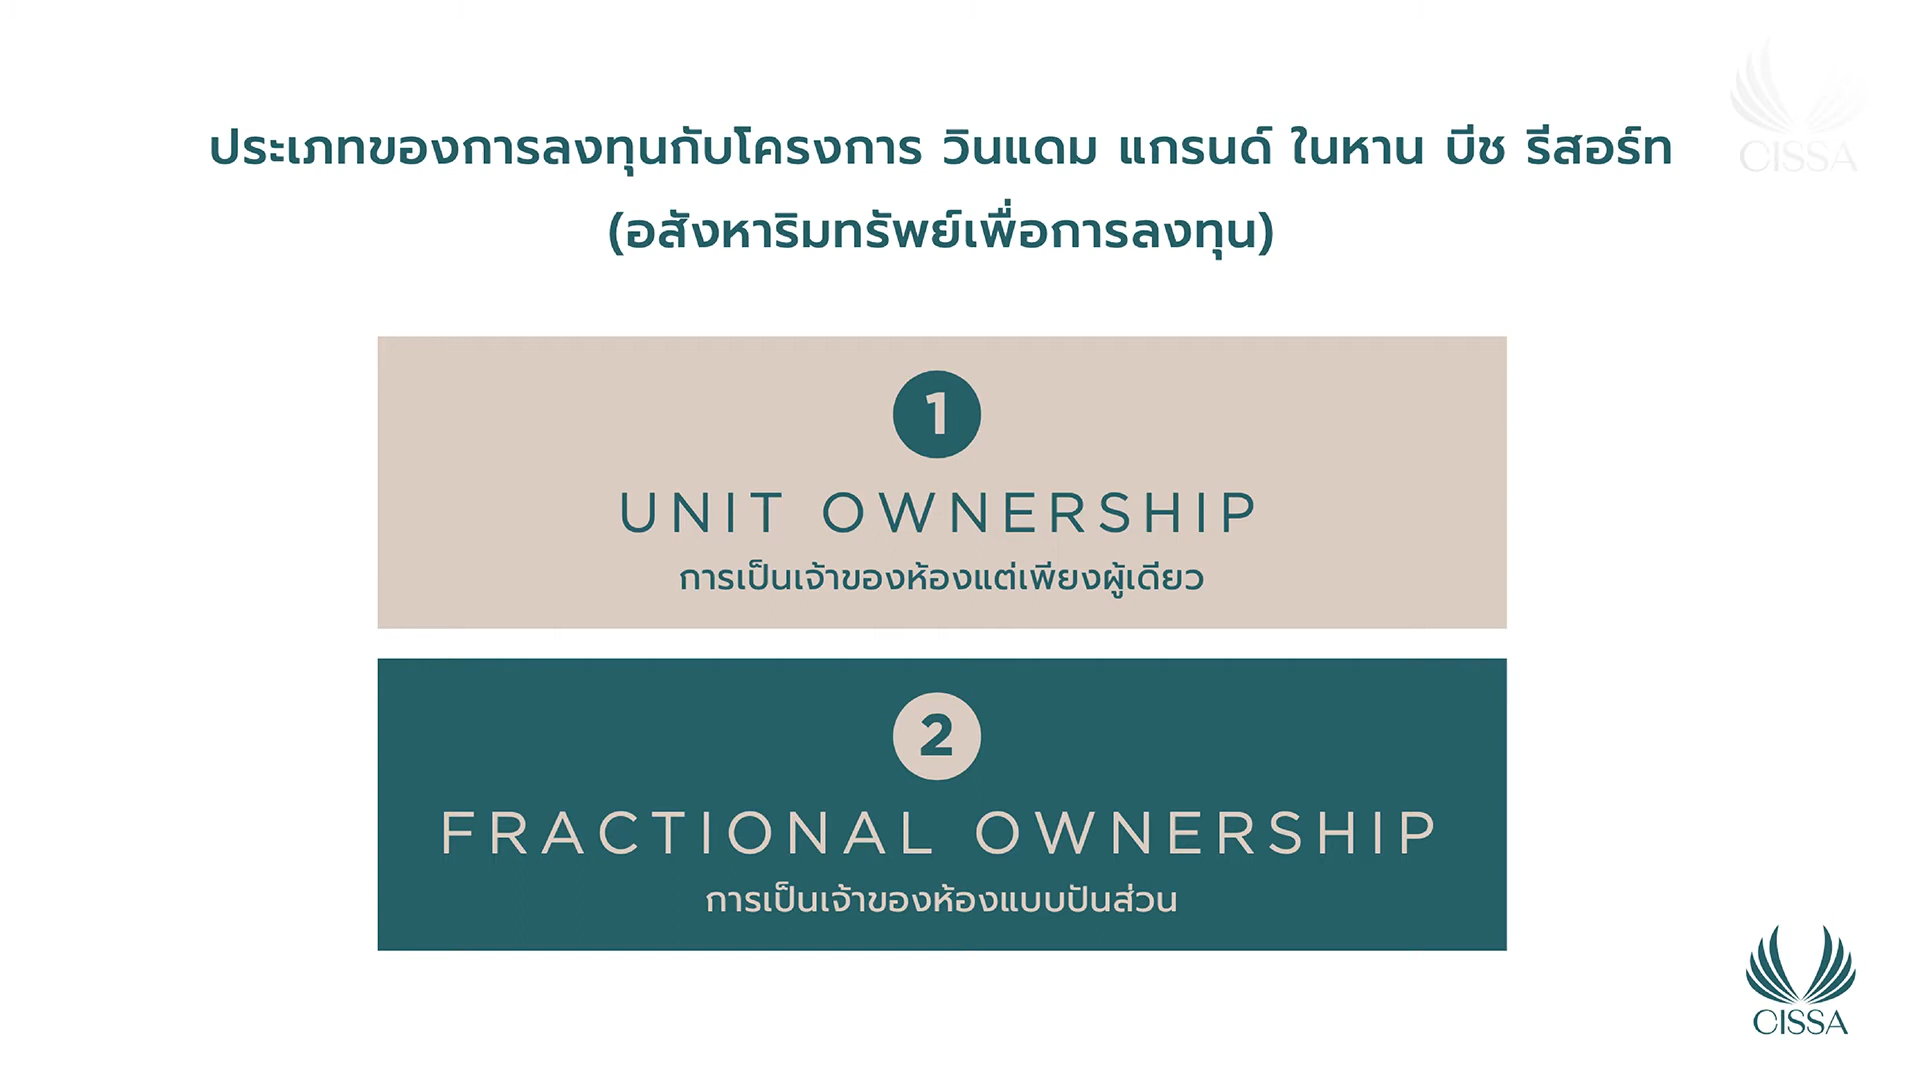 ประเภทของการลงทุนกับโครงการ วินแดม แกรนด์ ในหาน บีช รีสอร์ท
(อสังหาริมทรัพย์เพื่อการลงทุน)
CISSA
1
UNIT OWNERSHIP
การเป็นเจ้าของห้องแต่เพียงผู้เดียว
2
FRACTIONAL OWNERSHIP
การเป็นเจ้าของห้องแบบปันส่วน
CISSA